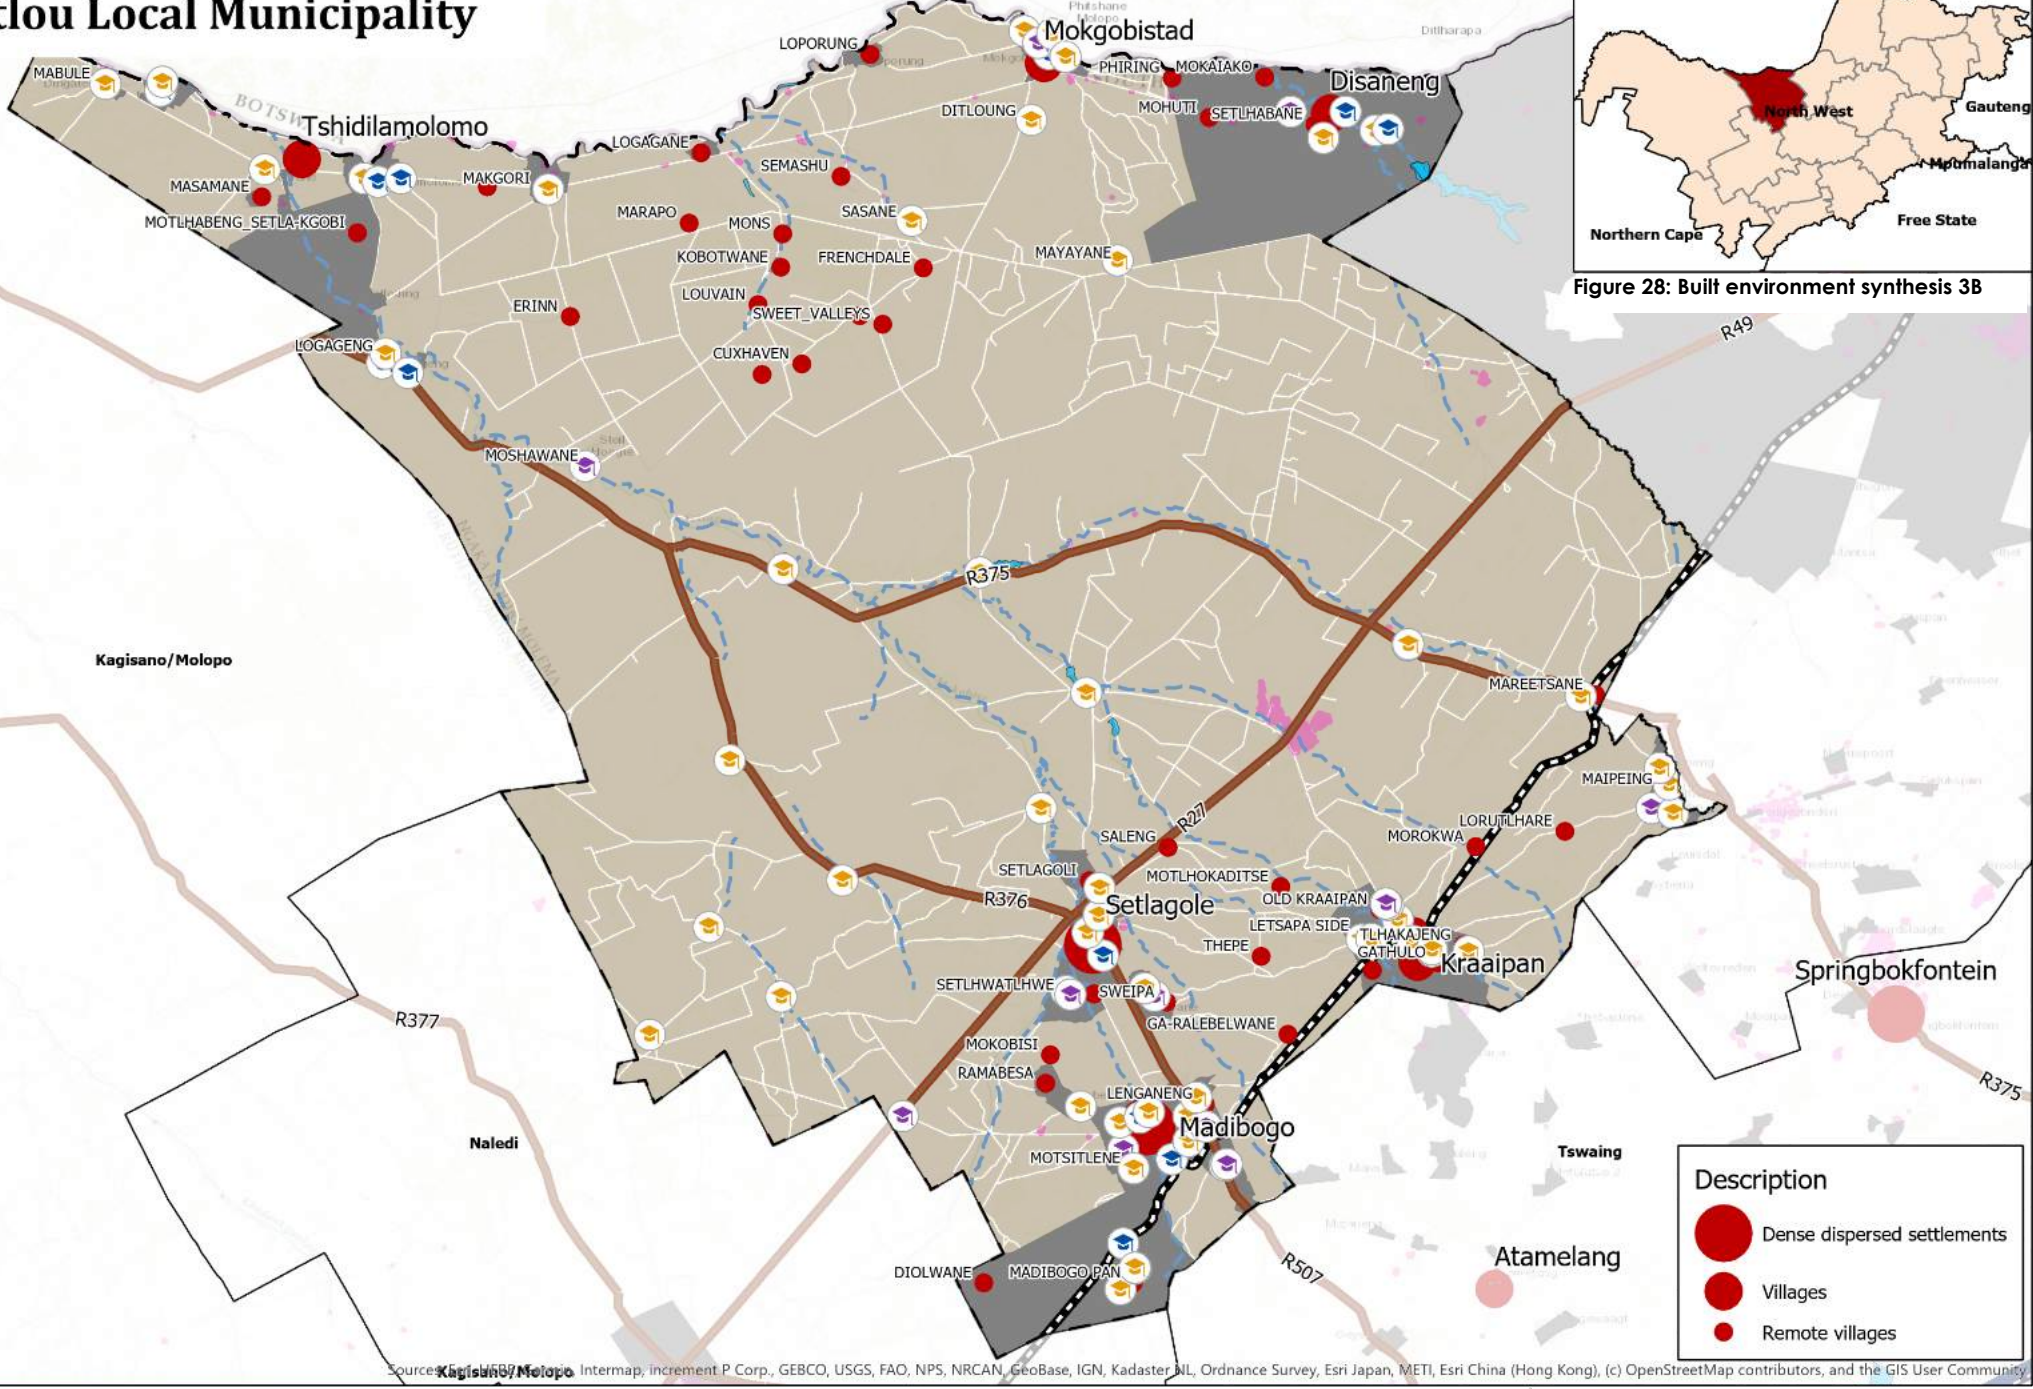 tlou Local Municipality
Phitshane
Molopo
Ditlharapa
LOPORUNG
Mokgobistad
PHIRING
MOKAIAKO
Disaneng
MABULE
BOTSW
Tshidilamolomo
DITLOUNG
MOHUTI
SETLHABANE
North West
Gauteng
Mpumalanga
Free State
Northern Cape
Figure 28: Built environment synthesis 3B
LOGAGANE
SEMASHU
MASAMANE
MAKGORI
MOTLHABENG_SETLA-KGOBI
MARAPO
MONS
SASANE
KOBOTWANE
FRENCHDALE
MAYAYANE
ERINN
LOUVAIN
SWEET_VALLEYS
R49
LOGAGENG
CUXHAVEN
MOSHAWANE
R375
Kagisano/Molopo
MAREETSANE
MAIPEING
R27
SALENG
MOROKWA
LORUTLHARE
SETLAGOLI
MOTLHOKADITSE
R376
Setlagole
OLD KRAAIPAN
LETSAPA SIDE
TLHAKAJENG
THEPE
GATHULO
Kraaipan
Springbokfontein
SETLHWATLHWE
SWEIPA
R377
GA-RALEBELWANE
MOKOBISI
RAMABESA
R375
LENGANENG
Madibogo
Naledi
MOTSITLENE
Tswaing
Description
Dense dispersed settlements
Villages
Remote villages
Atamelang
DIOLWANE
MADIBOGO PAN
R507
Kagisano/Molopo
Intermap, increment P Corp., GEBCO, USGS, FAO, NPS, NRCAN, GeoBase, IGN, Kadaster NL, Ordnance Survey, Esri Japan, METI, Esri China (Hong Kong), (c) OpenStreetMap contributors, and the GIS User Community